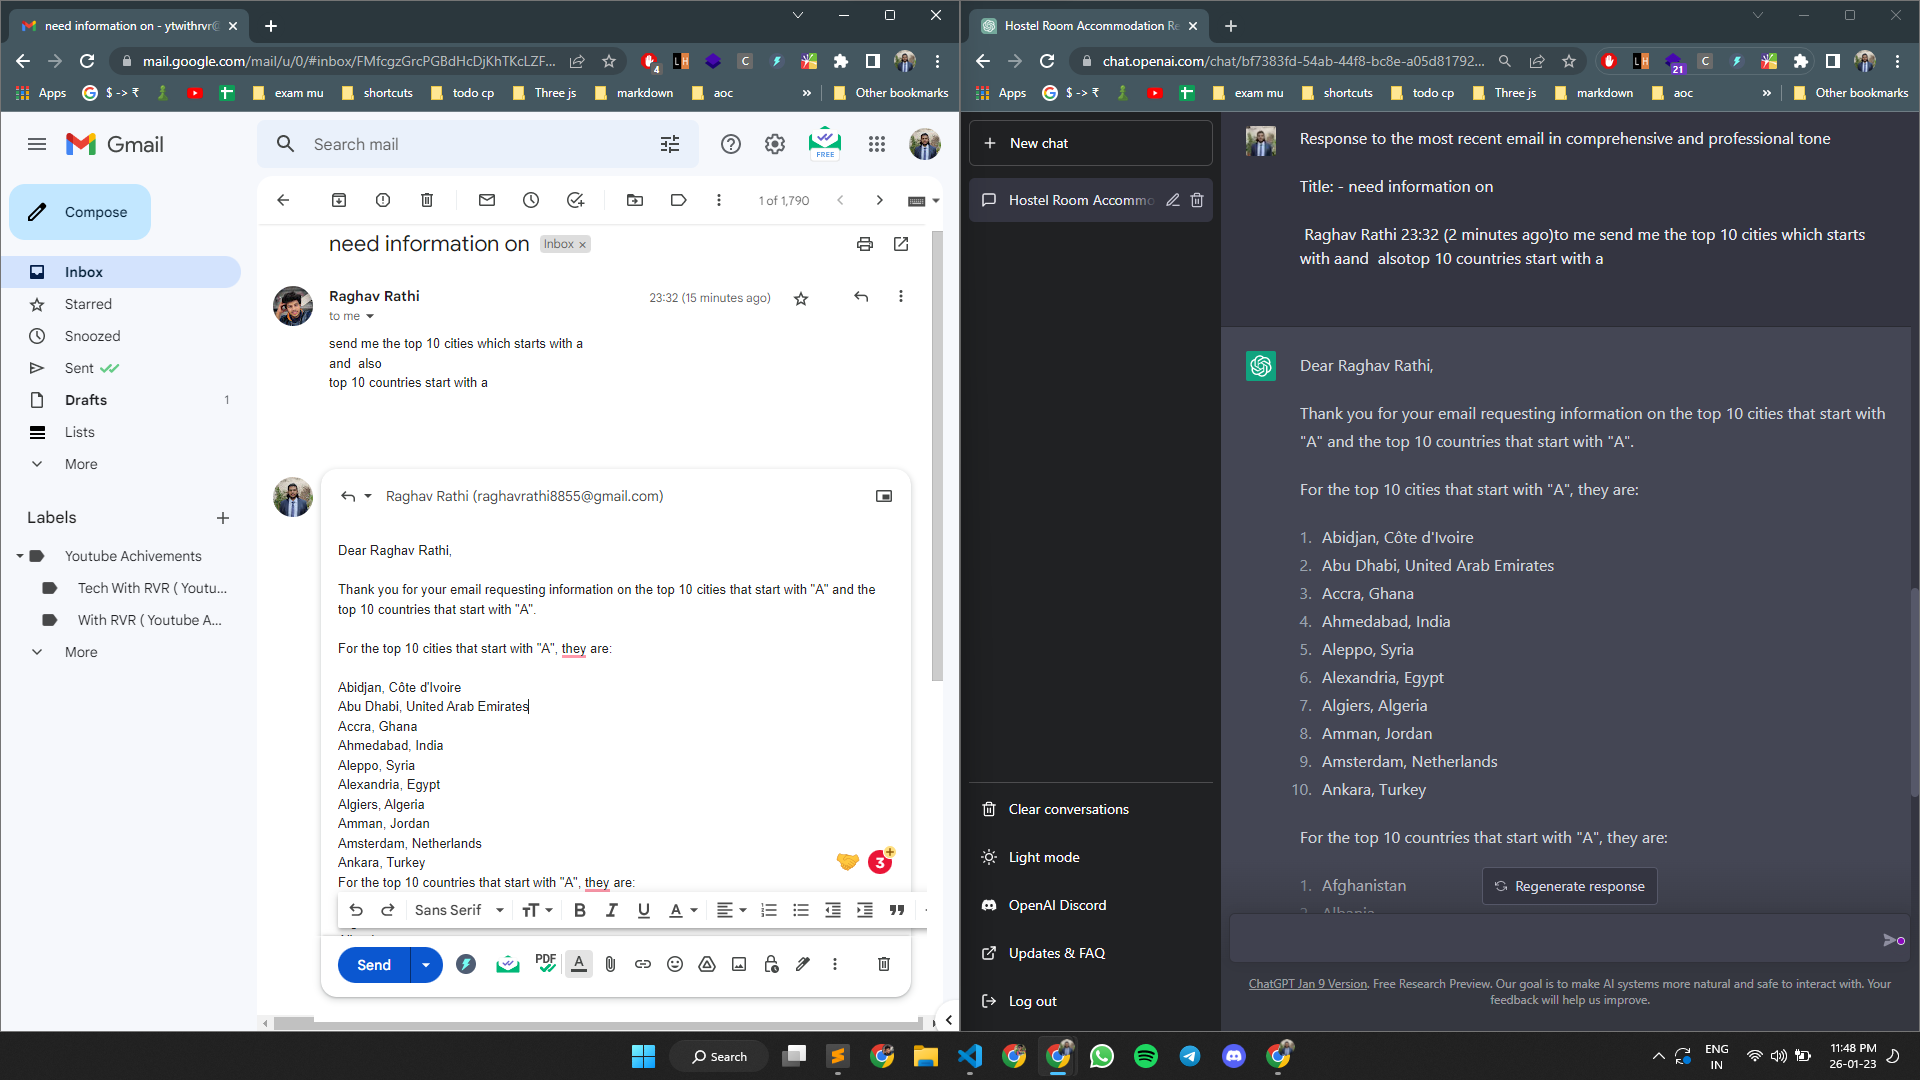 need information on - ytwithrvr@
mail.google.com/mail/u/0/#inbox/FMfcgzGrcPGBdHcDjKhTKcLZF...
4
Apps
$ -> ₹
exam mu
shortcuts
todo cp
Three js
markdown
aoc
»
Other bookmarks
Gmail
Search mail
FREE
Compose
1 of 1,790
Inbox
Starred
Snoozed
Sent
Drafts
1
Lists
More
Labels
Youtube Achivements
Tech With RVR ( Youtu...
With RVR ( Youtube A...
More
need information on
Inbox ×
Raghav Rathi
23:32 (15 minutes ago)
to me
send me the top 10 cities which starts with a
and  also
top 10 countries start with a
Raghav Rathi (raghavrathi8855@gmail.com)
Dear Raghav Rathi,
Thank you for your email requesting information on the top 10 cities that start with "A" and the
top 10 countries that start with "A".
For the top 10 cities that start with "A", they are:
Abidjan, Côte d'Ivoire
Abu Dhabi, United Arab Emirates
Accra, Ghana
Ahmedabad, India
Aleppo, Syria
Alexandria, Egypt
Algiers, Algeria
Amman, Jordan
Amsterdam, Netherlands
Ankara, Turkey
3
For the top 10 countries that start with "A", they are:
Sans Serif
Send
PDF
Hostel Room Accommodation Re
chat.openai.com/chat/bf7383fd-54ab-44f8-bc8e-a05d81792...
21
Apps
$ -> ₹
exam mu
shortcuts
todo cp
Three js
markdown
aoc
»
Other bookmarks
New chat
Hostel Room Accommo
Clear conversations
Light mode
OpenAI Discord
Updates & FAQ
Log out
Response to the most recent email in comprehensive and professional tone
Title: - need information on
Raghav Rathi 23:32 (2 minutes ago)to me send me the top 10 cities which starts
with aand  alsotop 10 countries start with a
Dear Raghav Rathi,
Thank you for your email requesting information on the top 10 cities that start with
"A" and the top 10 countries that start with "A".
For the top 10 cities that start with "A", they are:
1. Abidjan, Côte d'Ivoire
2. Abu Dhabi, United Arab Emirates
3. Accra, Ghana
4. Ahmedabad, India
5. Aleppo, Syria
6. Alexandria, Egypt
7. Algiers, Algeria
8. Amman, Jordan
9. Amsterdam, Netherlands
10. Ankara, Turkey
For the top 10 countries that start with "A", they are:
1. Afghanistan
2. Albania
Regenerate response
ChatGPT Jan 9 Version. Free Research Preview. Our goal is to make AI systems more natural and safe to interact with. Your
feedback will help us improve.
Search
ENG
IN
11:48 PM
26-01-23